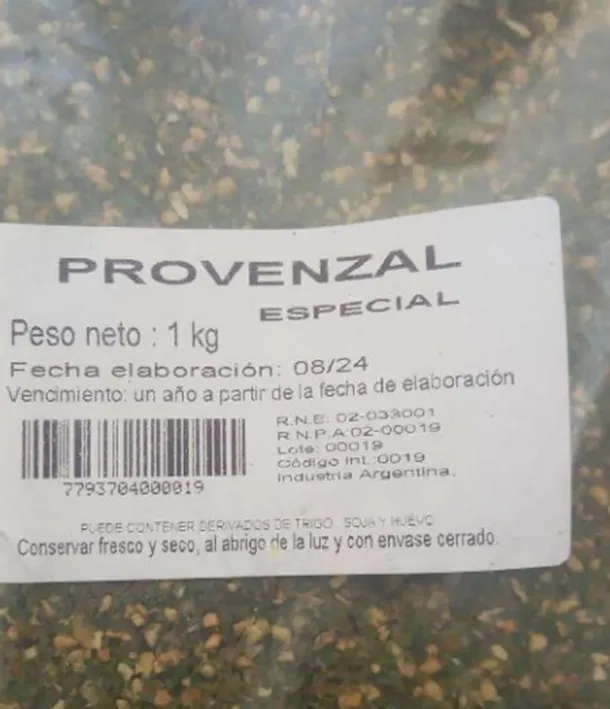 PROVENZAL
ESPECIAL
Peso neto : 1 kg
Fecha elaboración: 08/24
Vencimiento: un año a partir de la fecha de elaboración
R.N.E: 02-033001
R.N.P.A:02-00019
Lote: 00019
Código int.:0019
Industria Argentina.
7793704000019
PUEDE CONTENER DERIVADOS DE TRIGO, SOJA Y HUEVO
Conservar fresco y seco, al abrigo de la luz y con envase cerrado.